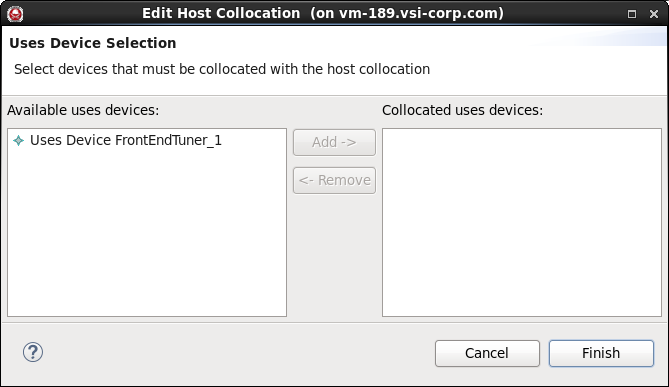 Edit Host Collocation (on vm-189.vsi-corp.com)
Uses Device Selection
Select devices that must be collocated with the host collocation
Available uses devices:
Collocated uses devices:
Uses Device FrontEndTuner_1
Add ->
<- Remove
?
Cancel
Finish